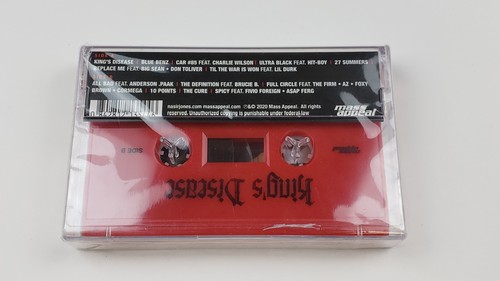 KING'S DISEASE | BLUE BENZ | CAR #85 FEAT. CHARLIE WILSON | ULTRA BLACK FEAT. HIT-BOY | 27 SUMMERS
REPLACE ME FEAT. BIG SEAN + DON TOLIVER | TIL THE WAR IS WON FEAT. LIL DURK
ALL BAD FEAT. ANDERSON .PAAK | THE DEFINITION FEAT. BRUCIE B. | FULL CIRCLE FEAT. THE FIRM + AZ + FOXY
BROWN + CORMEGA | 10 POINTS | THE CURE | SPICY FEAT. FIVIO FOREIGN + ASAP FERG
nasirjones.com massappeal.com ©&℗ 2020 Mass Appeal. All rights
reserved. Unauthorized copying is punishable under federal law
mass
appeal
SIDE B
King's Disease